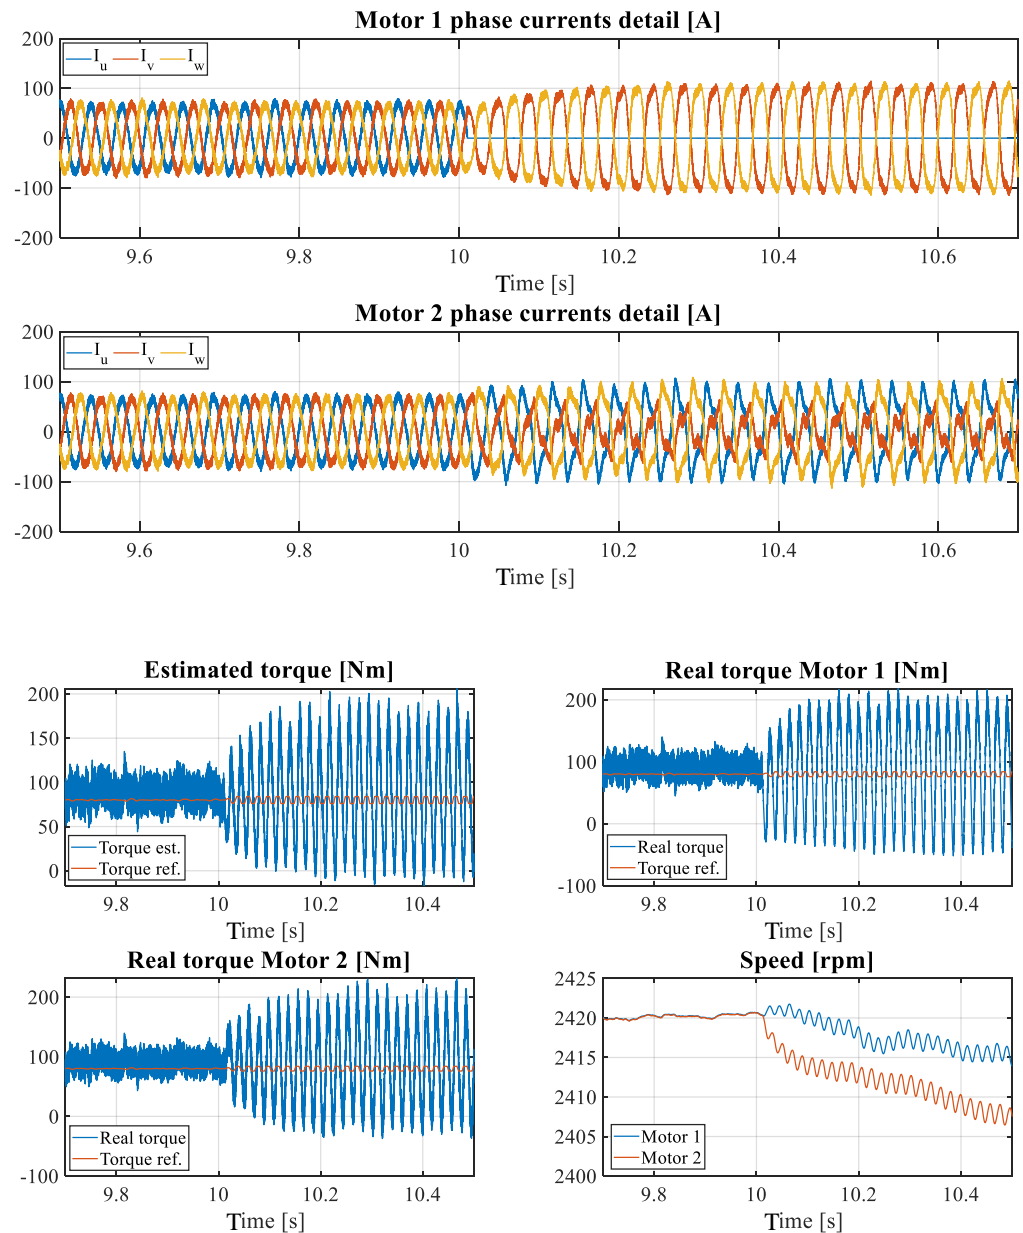 Motor 1 phase currents detail [A]
200
100
0
-100
-200
I_u I_v I_w
9.6 9.8 10 10.2 10.4 10.6
Time [s]
Motor 2 phase currents detail [A]
200
100
0
-100
-200
I_u I_v I_w
9.6 9.8 10 10.2 10.4 10.6
Time [s]
Estimated torque [Nm]
200
150
100
50
0
Torque est.
Torque ref.
9.8 10 10.2 10.4
Time [s]
Real torque Motor 1 [Nm]
200
100
0
-100
Real torque
Torque ref.
9.8 10 10.2 10.4
Time [s]
Real torque Motor 2 [Nm]
200
100
0
-100
Real torque
Torque ref.
9.8 10 10.2 10.4
Time [s]
Speed [rpm]
2425
2420
2415
2410
2405
2400
Motor 1
Motor 2
9.8 10 10.2 10.4
Time [s]